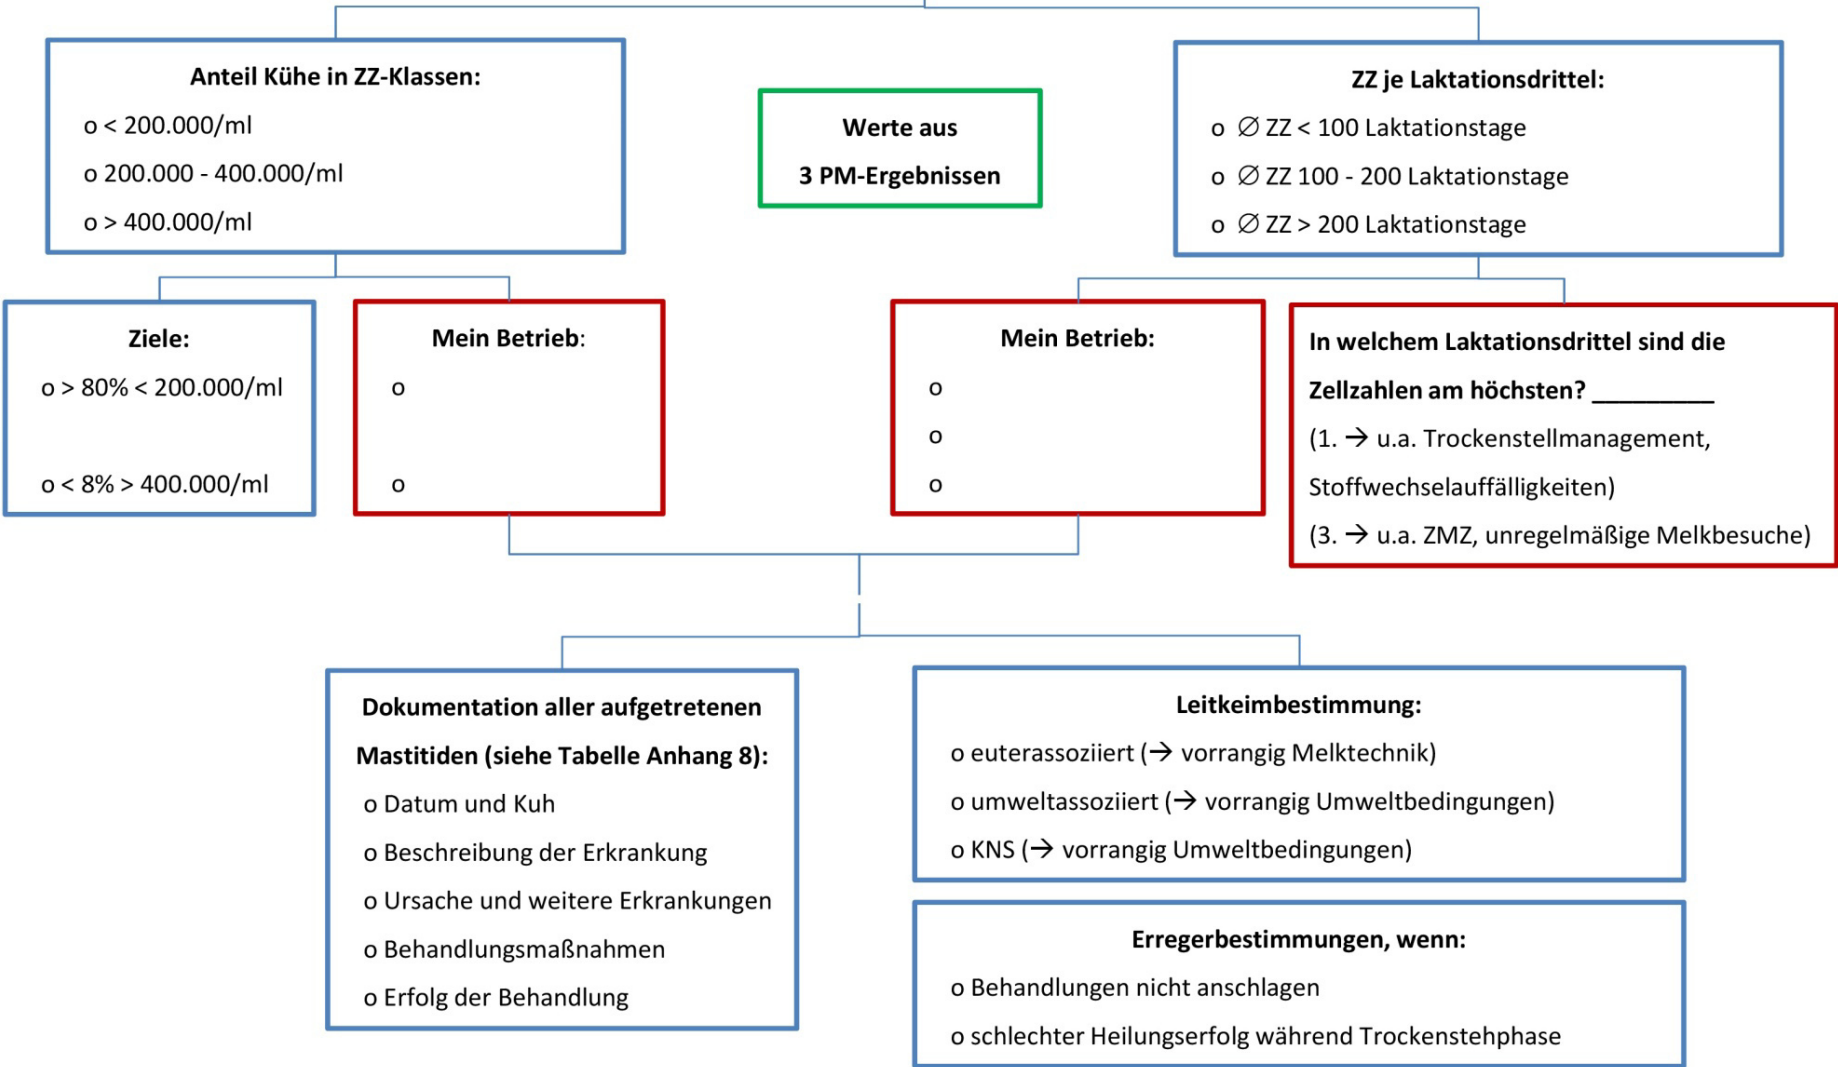 Anteil Kühe in ZZ-Klassen:
o < 200.000/ml
o 200.000 - 400.000/ml
o > 400.000/ml
Werte aus
3 PM-Ergebnissen
ZZ je Laktationsdrittel:
o ∅ ZZ < 100 Laktationstage
o ∅ ZZ 100 - 200 Laktationstage
o ∅ ZZ > 200 Laktationstage
Ziele:
o > 80% < 200.000/ml
o < 8% > 400.000/ml
Mein Betrieb:
o
o
Mein Betrieb:
o
o
o
In welchem Laktationsdrittel sind die
Zellzahlen am höchsten? _________
(1. → u.a. Trockenstellmanagement,
Stoffwechselauffälligkeiten)
(3. → u.a. ZMZ, unregelmäßige Melkbesuche)
Dokumentation aller aufgetretenen
Mastitiden (siehe Tabelle Anhang 8):
o Datum und Kuh
o Beschreibung der Erkrankung
o Ursache und weitere Erkrankungen
o Behandlungsmaßnahmen
o Erfolg der Behandlung
Leitkeimbestimmung:
o euterassoziiert (→ vorrangig Melktechnik)
o umweltassoziiert (→ vorrangig Umweltbedingungen)
o KNS (→ vorrangig Umweltbedingungen)
Erregerbestimmungen, wenn:
o Behandlungen nicht anschlagen
o schlechter Heilungserfolg während Trockenstehphase